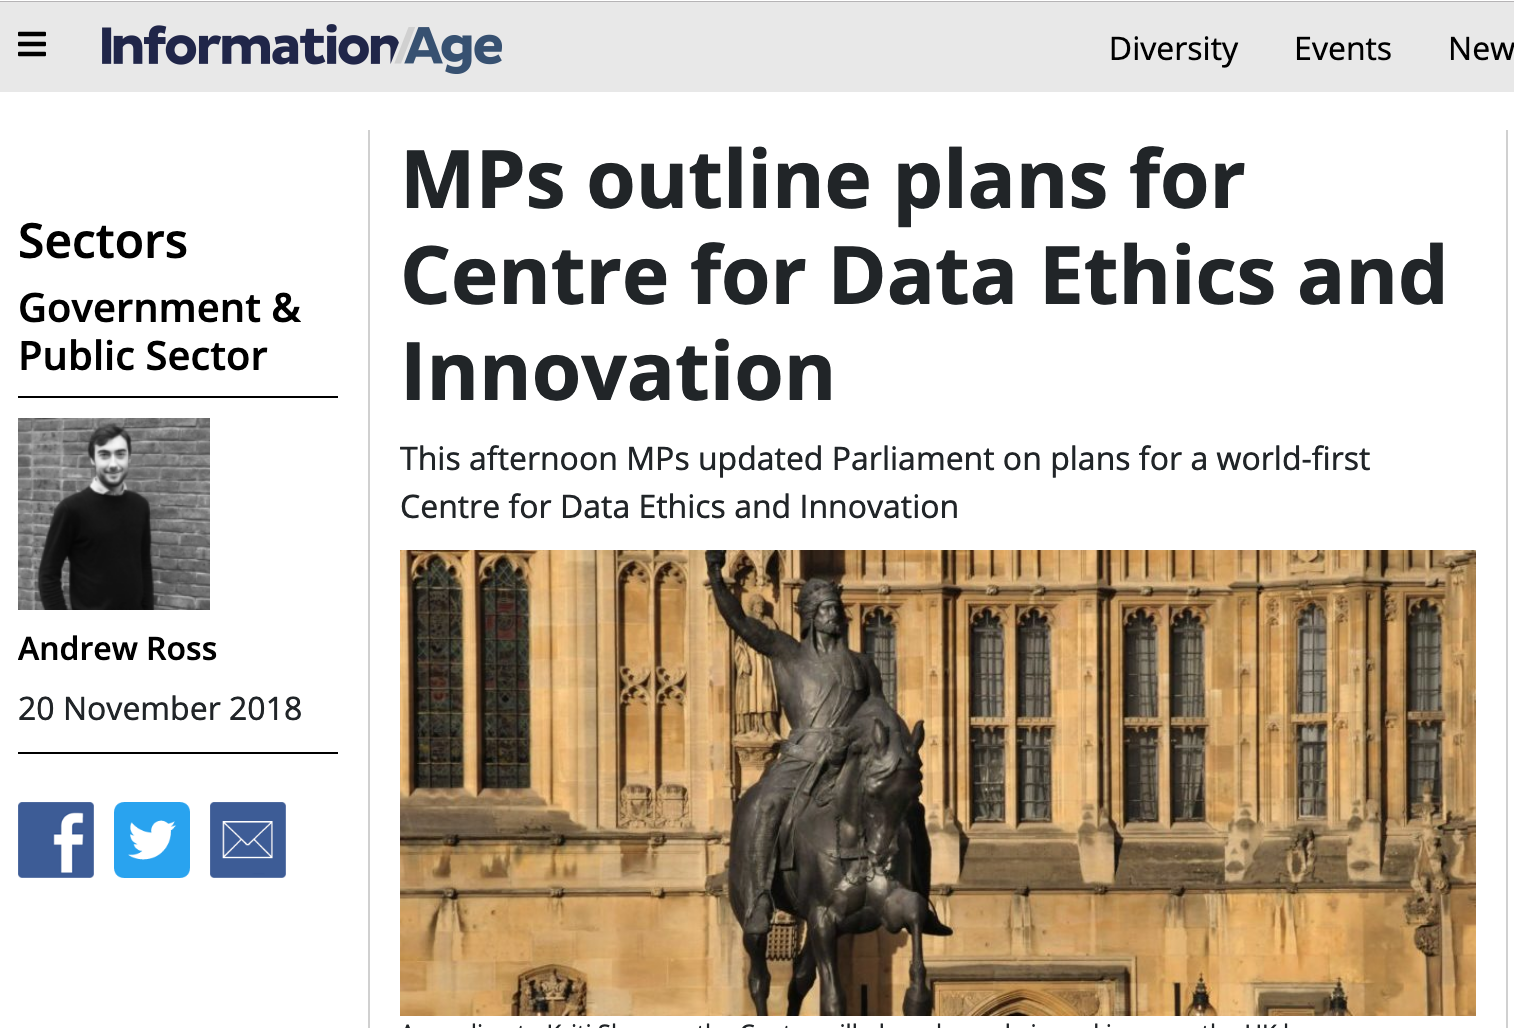 Information/Age
Diversity Events New
Sectors
Government &
Public Sector
Andrew Ross
20 November 2018
MPs outline plans for
Centre for Data Ethics and
Innovation
This afternoon MPs updated Parliament on plans for a world-first
Centre for Data Ethics and Innovation